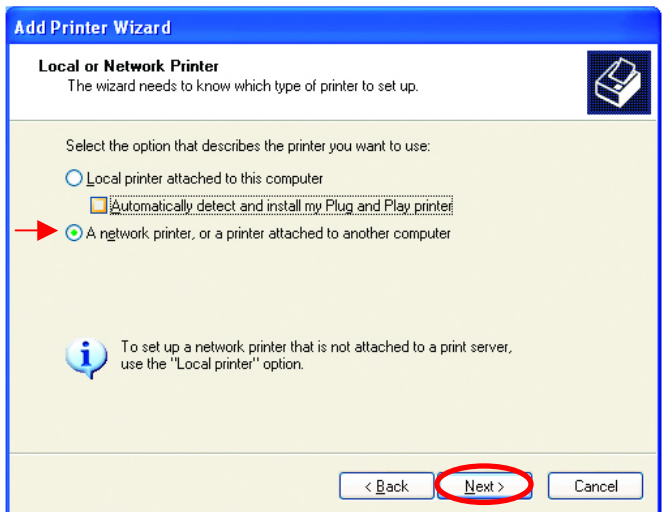 Add Printer Wizard
Local or Network Printer
The wizard needs to know which type of printer to set up.
Select the option that describes the printer you want to use:
Local printer attached to this computer
Automatically detect and install my Plug and Play printer
A network printer, or a printer attached to another computer
To set up a network printer that is not attached to a print server,
use the "Local printer" option.
< Back Next > Cancel